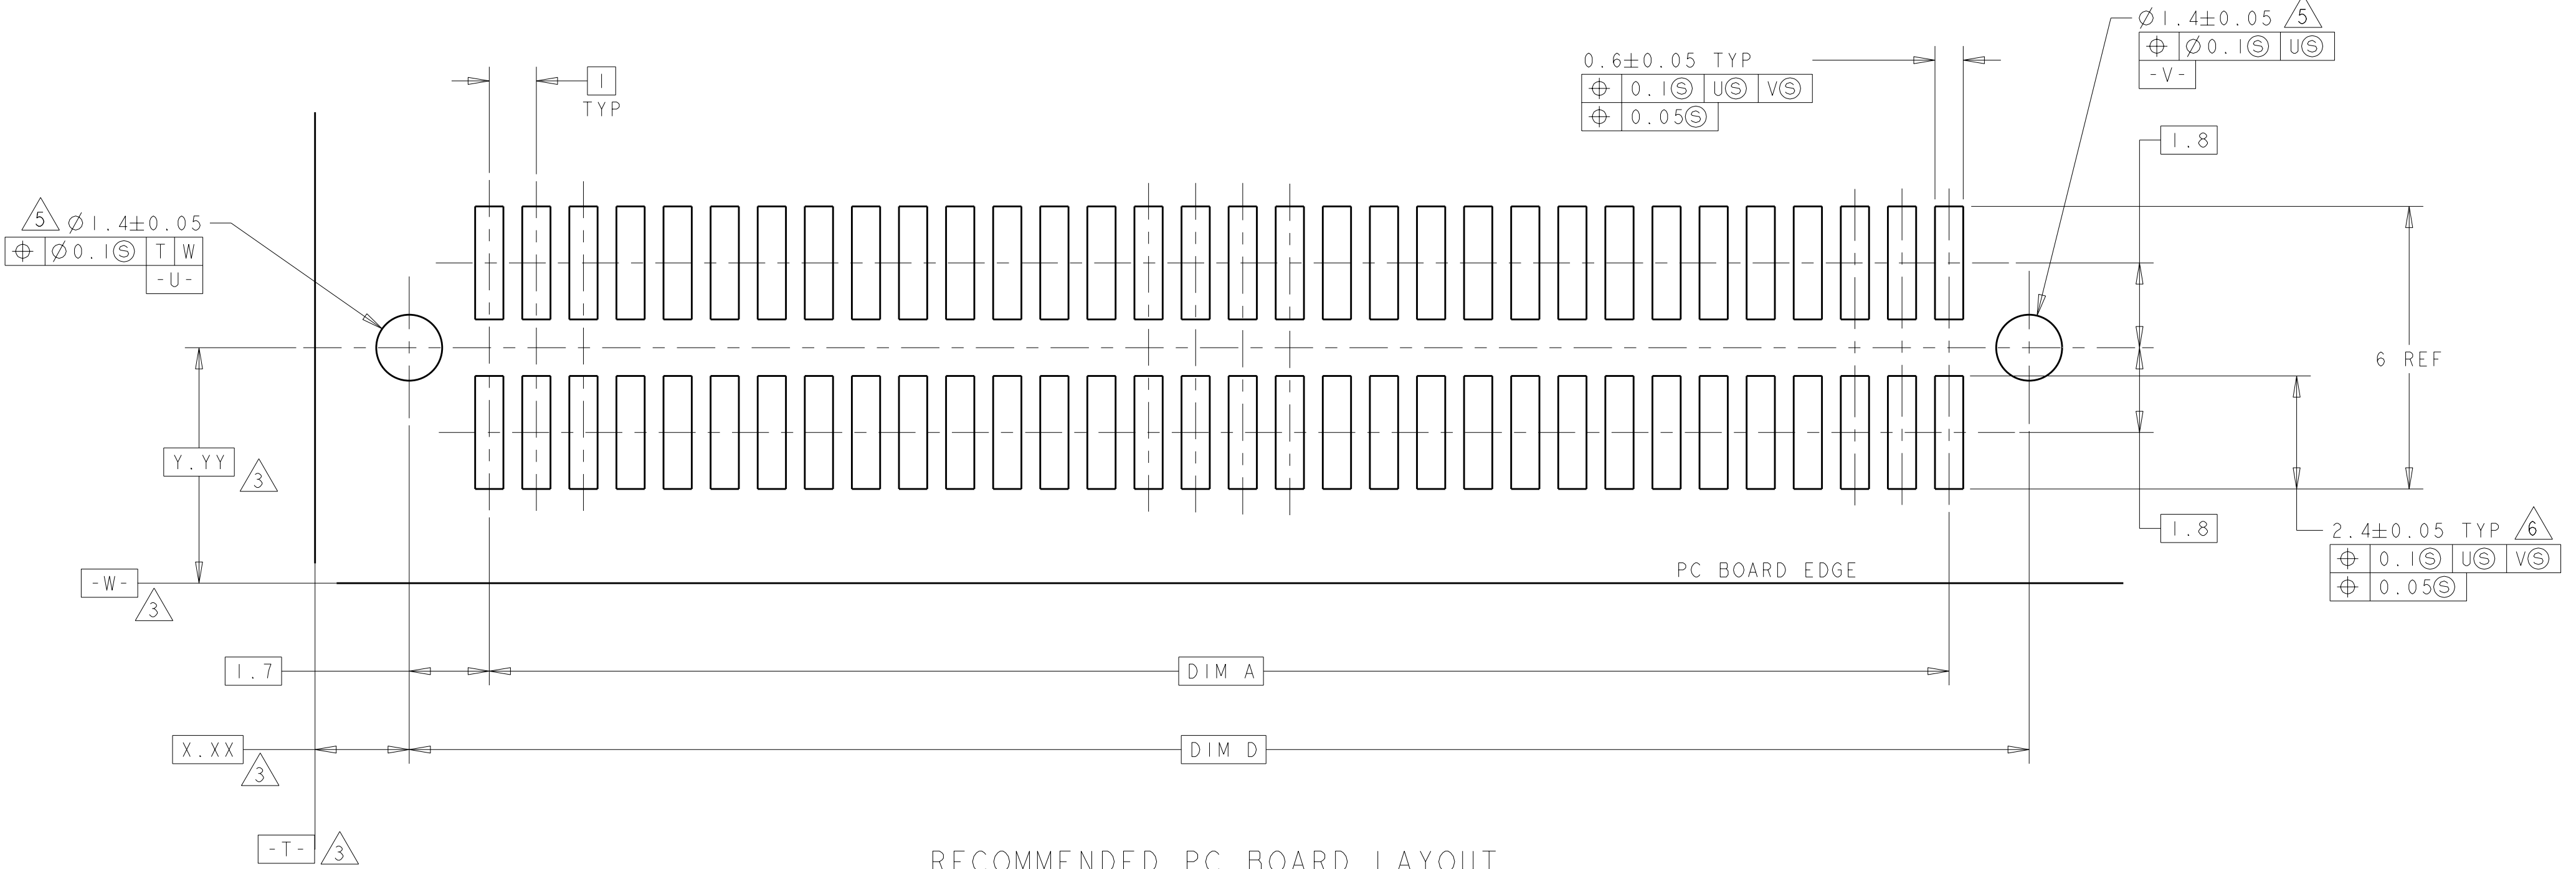 Ø1.4±0.05 5
⌖ Ø0.1Ⓢ UⓈ
-V-
0.6±0.05 TYP
⌖ 0.1Ⓢ UⓈ VⓈ
⌖ 0.05Ⓢ
1
TYP
1.8
5 Ø1.4±0.05
⌖ Ø0.1Ⓢ T W
-U-
6 REF
Y.YY
3
1.8
2.4±0.05 TYP 6
⌖ 0.1Ⓢ UⓈ VⓈ
⌖ 0.05Ⓢ
PC BOARD EDGE
-W-
3
1.7
DIM A
X.XX
3
DIM D
-T- 3
RECOMMENDED PC BOARD LAYOUT